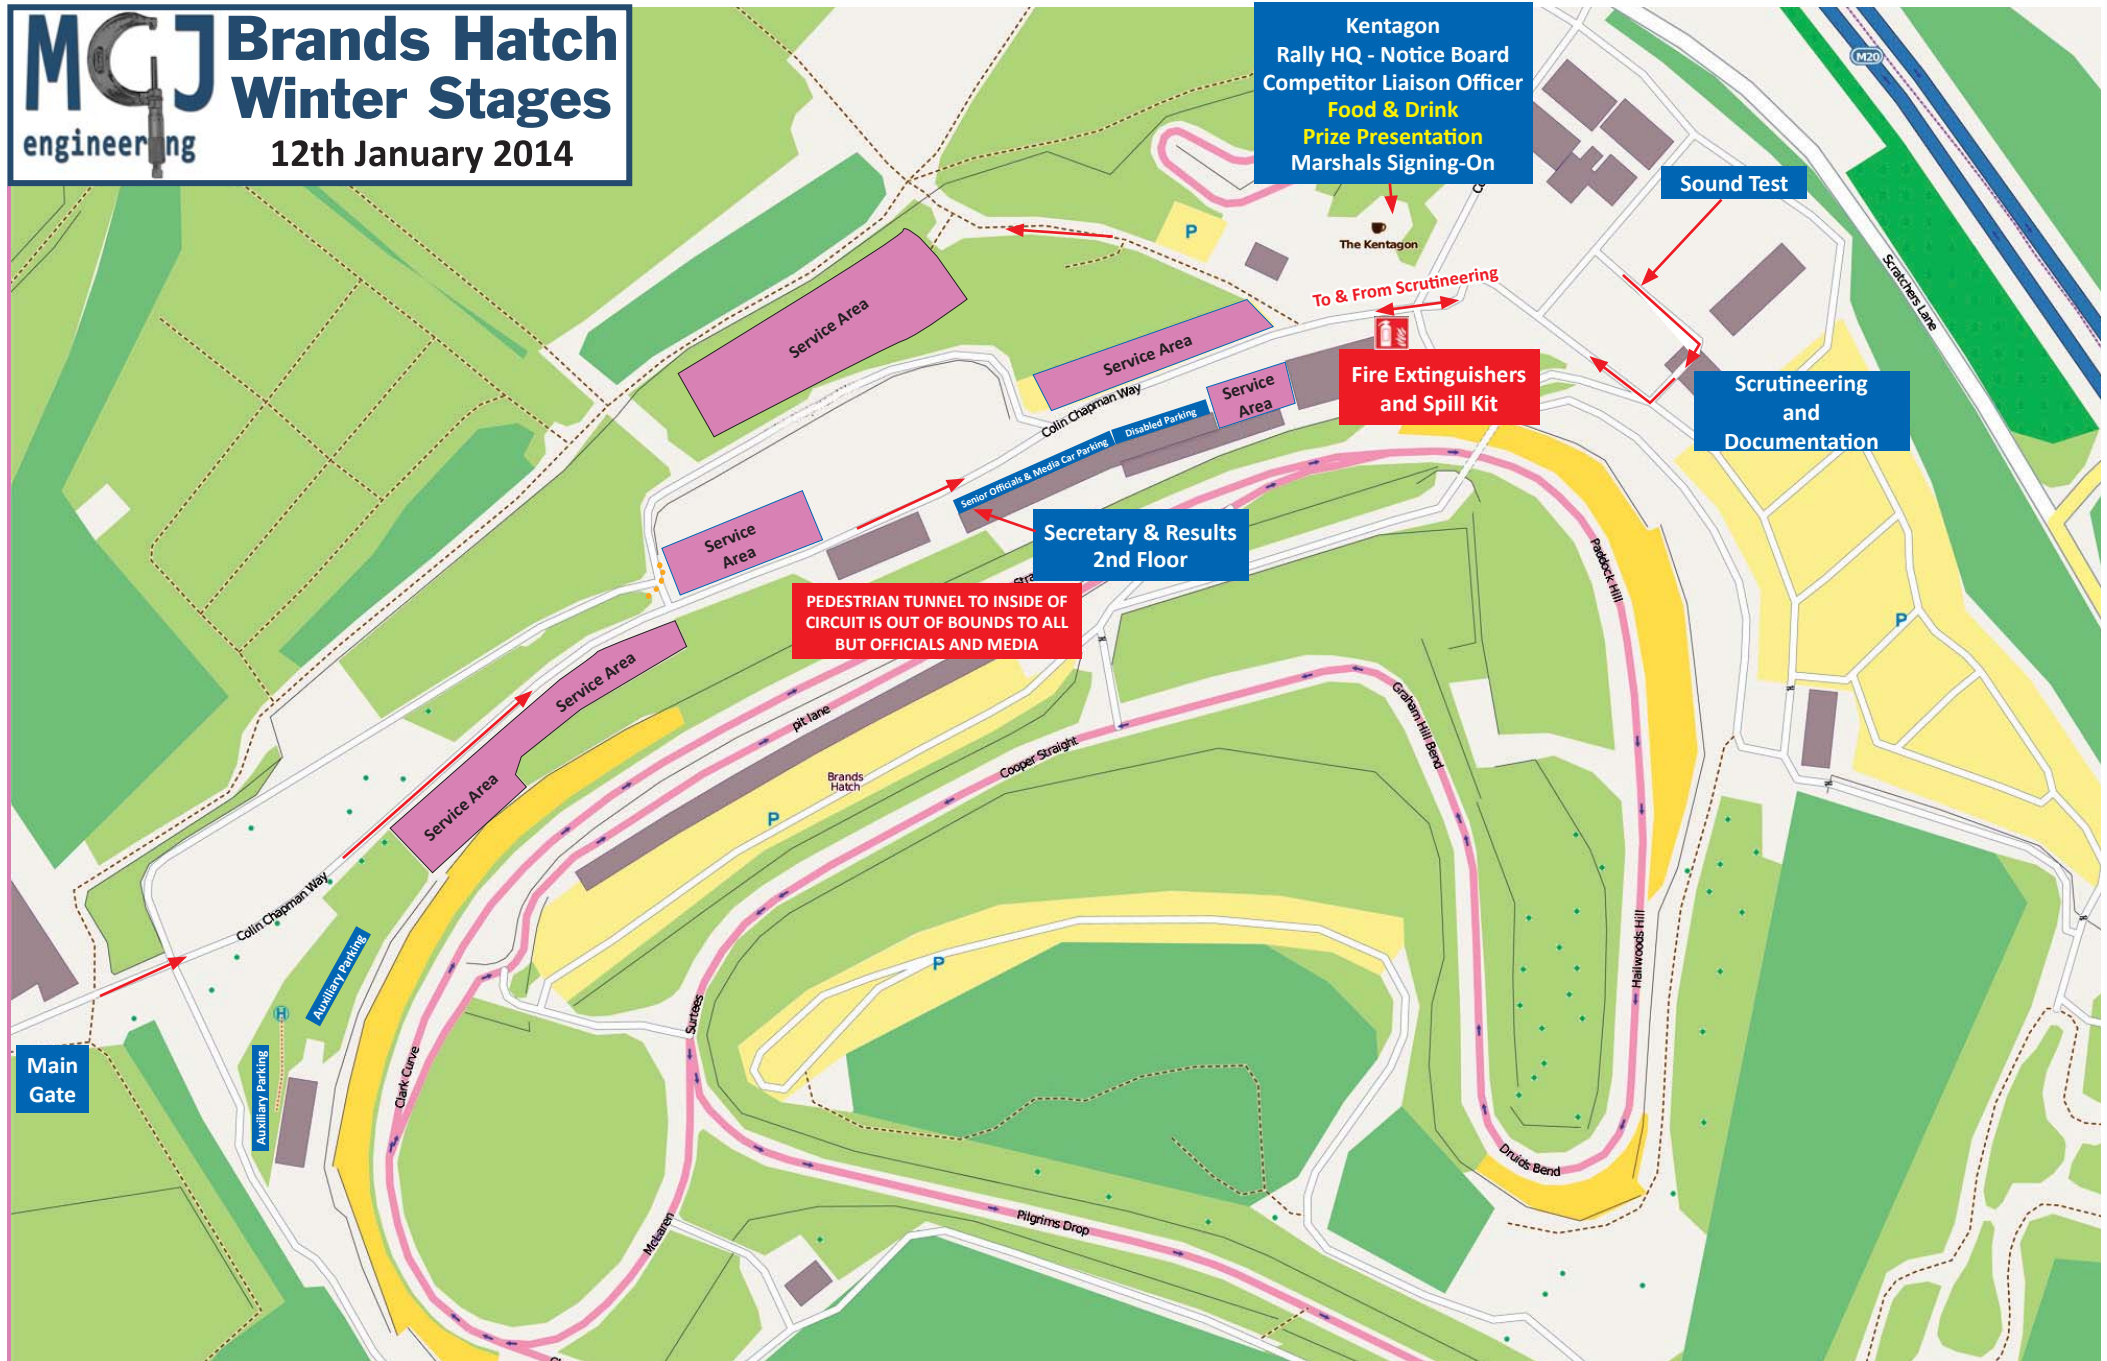 MGJ
engineering
Brands Hatch
Winter Stages
12th January 2014
Kentagon
Rally HQ - Notice Board
Competitor Liaison Officer
Food & Drink
Prize Presentation
Marshals Signing-On
M20
Sound Test
Scratchers Lane
P
The Kentagon
To & From Scrutineering
Service Area
Service Area
Service
Area
Fire Extinguishers
and Spill Kit
Scrutineering
and
Documentation
Colin Chapman Way
Disabled Parking
Senior Officials & Media Car Parking
Secretary & Results
2nd Floor
Service
Area
PEDESTRIAN TUNNEL TO INSIDE OF
CIRCUIT IS OUT OF BOUNDS TO ALL
BUT OFFICIALS AND MEDIA
Paddock Hill
P
Service Area
Service Area
pit lane
Cooper Straight
Graham Hill Bend
Brands
Hatch
P
Colin Chapman Way
Auxiliary Parking
Auxiliary Parking
H
Main
Gate
P
Surtees
Clark Curve
Hailwoods Hill
Druids Bend
McLaren
Pilgrims Drop